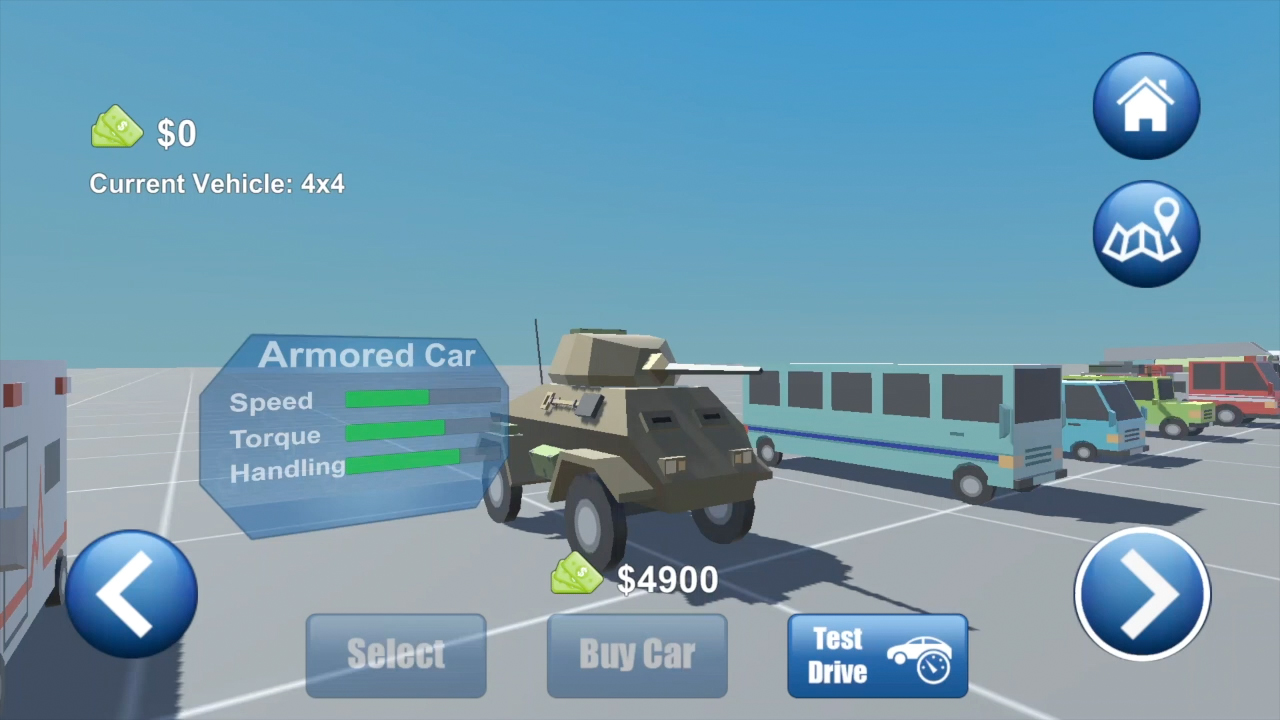 $0
Current Vehicle: 4x4
Armored Car
Speed
Torque
Handling
$4900
Select
Buy Car
Test
Drive